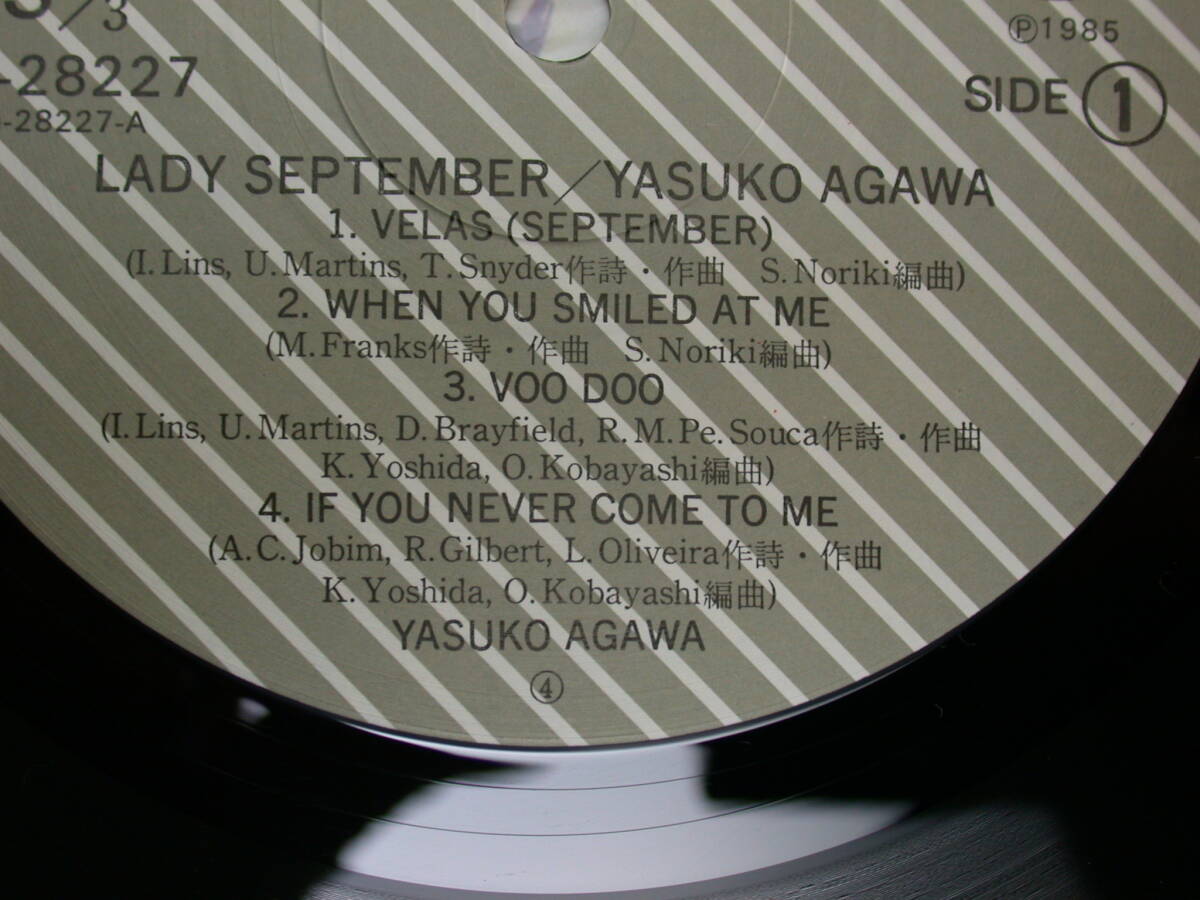 S/3
-28227
-28227-A
℗1985
SIDE ①
LADY SEPTEMBER/YASUKO AGAWA
1. VELAS (SEPTEMBER)
(I. Lins, U. Martins, T. Snyder作詩・作曲　S. Noriki編曲)
2. WHEN YOU SMILED AT ME
(M. Franks作詩・作曲　S. Noriki編曲)
3. VOO DOO
(I. Lins, U. Martins, D. Brayfield, R. M. Pe. Souca作詩・作曲
K. Yoshida, O. Kobayashi編曲)
4. IF YOU NEVER COME TO ME
(A. C. Jobim, R. Gilbert, L. Oliveira作詩・作曲
K. Yoshida, O. Kobayashi編曲)
YASUKO AGAWA
④